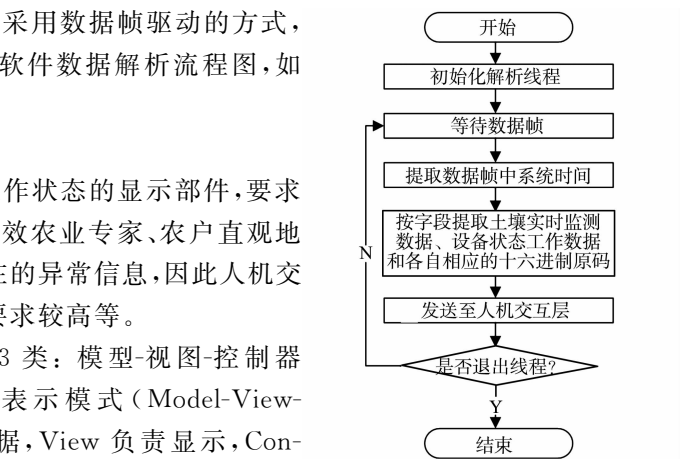 采用数据帧驱动的方式，
软件数据解析流程图，如
作状态的显示部件，要求
效农业专家、农户直观地
在的异常信息，因此人机交
要求较高等。
3 类：模型-视图-控制器
表示模式（Model-View-
据，View 负责显示，Con-
开始
初始化解析线程
等待数据帧
提取数据帧中系统时间
按字段提取土壤实时监测
数据、设备状态工作数据
和各自相应的十六进制原码
N
发送至人机交互层
是否退出线程？
Y
结束